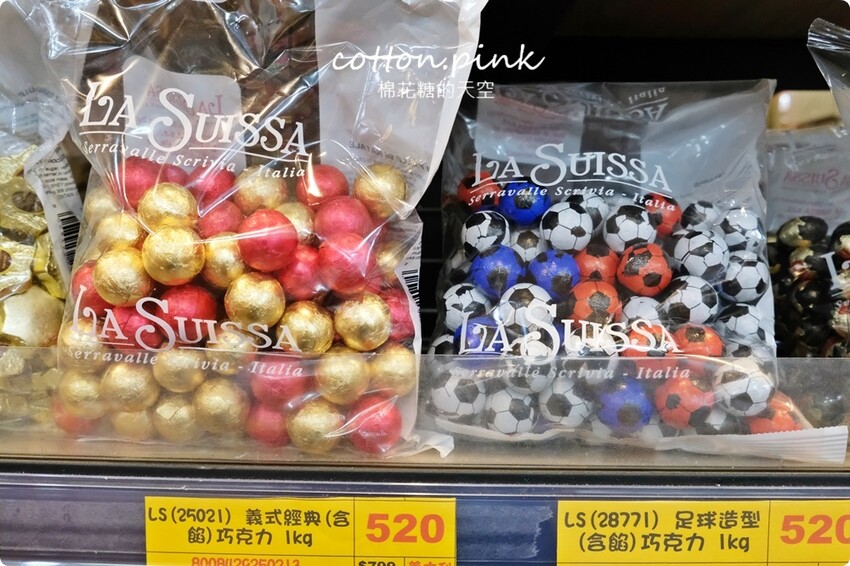 cotton.pink
棉花糖的天空
LA SUISSA
Serravalle Scrivia - Italia
LA SUISSA
Serravalle Scrivia - Italia
LA SUISSA
Serravalle Scrivia - Italia
LA SUISSA
Serravalle Scrivia - Italia
LS(25021) 義式經典(含
餡)巧克力 1kg
520
LS(28771) 足球造型
(含餡)巧克力 1kg
520